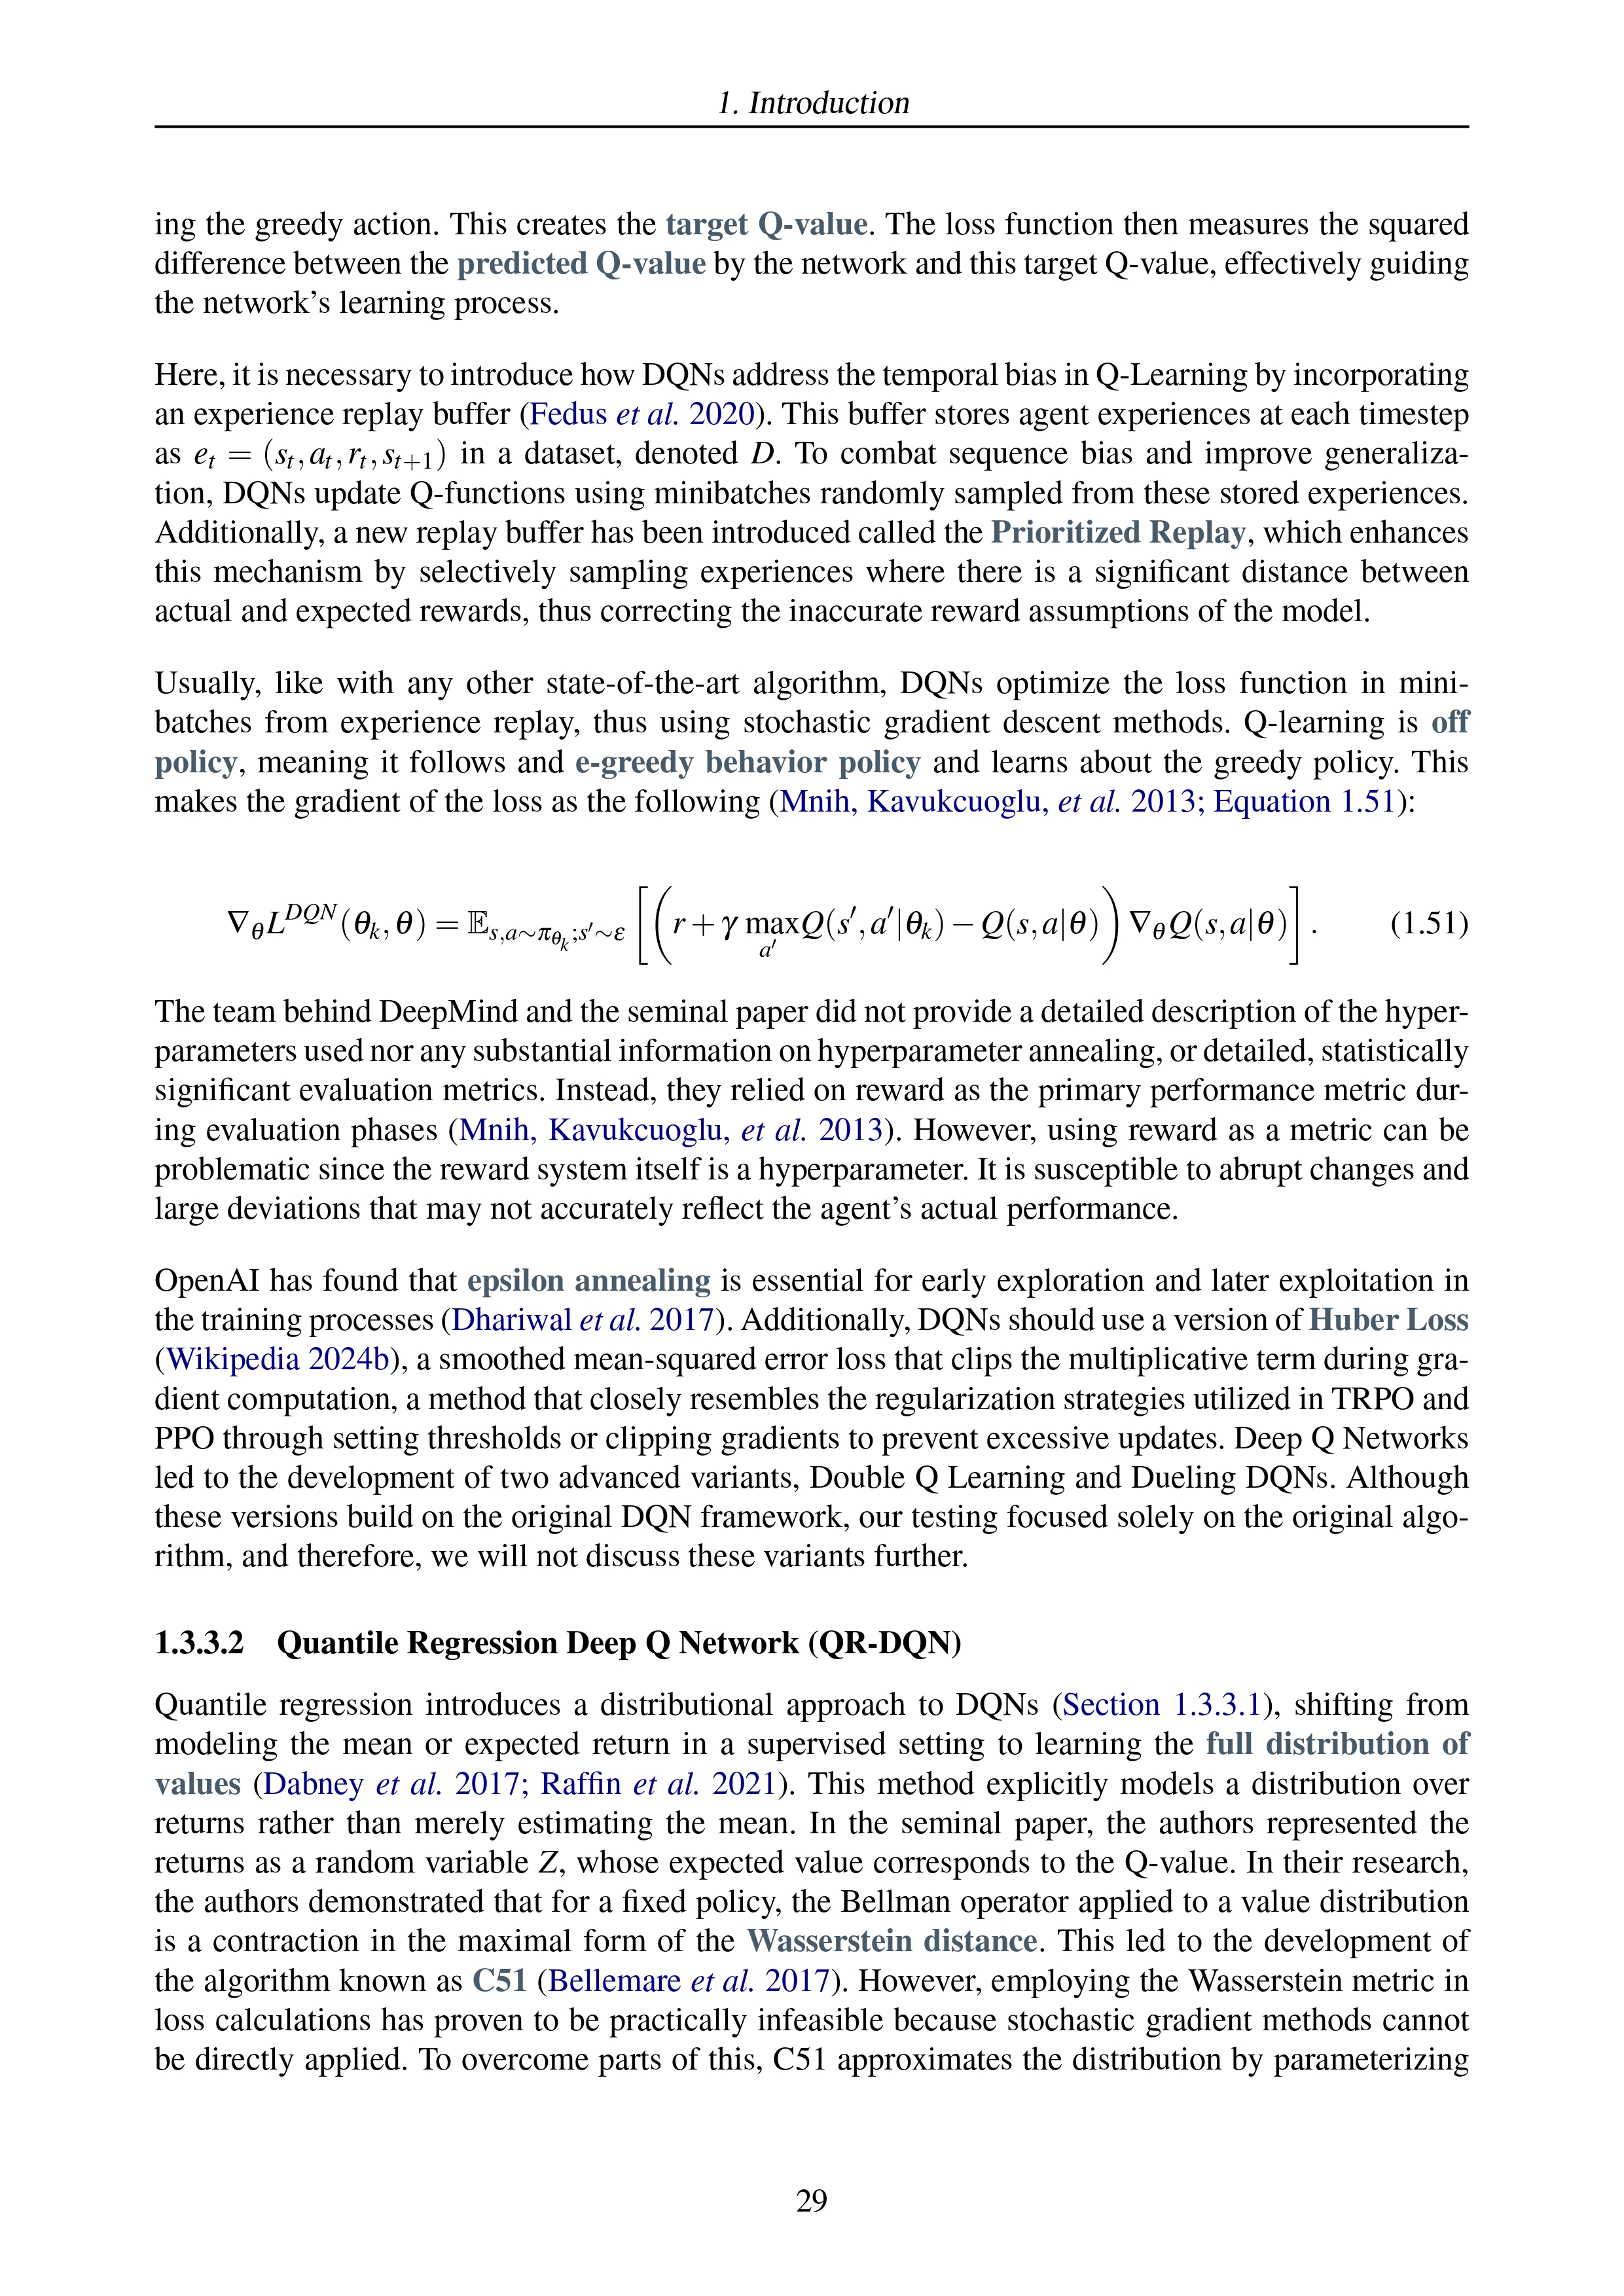 1. Introduction
ing the greedy action. This creates the target Q-value. The loss function then measures the squared
difference between the predicted Q-value by the network and this target Q-value, effectively guiding
the network’s learning process.
Here, it is necessary to introduce how DQNs address the temporal bias in Q-Learning by incorporating
an experience replay buffer (Fedus et al. 2020). This buffer stores agent experiences at each timestep
as e_t = (s_t, a_t, r_t, s_{t+1}) in a dataset, denoted D. To combat sequence bias and improve generaliza-
tion, DQNs update Q-functions using minibatches randomly sampled from these stored experiences.
Additionally, a new replay buffer has been introduced called the Prioritized Replay, which enhances
this mechanism by selectively sampling experiences where there is a significant distance between
actual and expected rewards, thus correcting the inaccurate reward assumptions of the model.
Usually, like with any other state-of-the-art algorithm, DQNs optimize the loss function in mini-
batches from experience replay, thus using stochastic gradient descent methods. Q-learning is off
policy, meaning it follows and e-greedy behavior policy and learns about the greedy policy. This
makes the gradient of the loss as the following (Mnih, Kavukcuoglu, et al. 2013; Equation 1.51):
∇_θ L^{DQN}(θ_k, θ) = 𝔼_{s,a∼π_{θ_k};s′∼ε} [ ( r + γ max_{a′} Q(s′, a′|θ_k) − Q(s, a|θ) ) ∇_θ Q(s, a|θ) ] . (1.51)
The team behind DeepMind and the seminal paper did not provide a detailed description of the hyper-
parameters used nor any substantial information on hyperparameter annealing, or detailed, statistically
significant evaluation metrics. Instead, they relied on reward as the primary performance metric dur-
ing evaluation phases (Mnih, Kavukcuoglu, et al. 2013). However, using reward as a metric can be
problematic since the reward system itself is a hyperparameter. It is susceptible to abrupt changes and
large deviations that may not accurately reflect the agent’s actual performance.
OpenAI has found that epsilon annealing is essential for early exploration and later exploitation in
the training processes (Dhariwal et al. 2017). Additionally, DQNs should use a version of Huber Loss
(Wikipedia 2024b), a smoothed mean-squared error loss that clips the multiplicative term during gra-
dient computation, a method that closely resembles the regularization strategies utilized in TRPO and
PPO through setting thresholds or clipping gradients to prevent excessive updates. Deep Q Networks
led to the development of two advanced variants, Double Q Learning and Dueling DQNs. Although
these versions build on the original DQN framework, our testing focused solely on the original algo-
rithm, and therefore, we will not discuss these variants further.
1.3.3.2 Quantile Regression Deep Q Network (QR-DQN)
Quantile regression introduces a distributional approach to DQNs (Section 1.3.3.1), shifting from
modeling the mean or expected return in a supervised setting to learning the full distribution of
values (Dabney et al. 2017; Raffin et al. 2021). This method explicitly models a distribution over
returns rather than merely estimating the mean. In the seminal paper, the authors represented the
returns as a random variable Z, whose expected value corresponds to the Q-value. In their research,
the authors demonstrated that for a fixed policy, the Bellman operator applied to a value distribution
is a contraction in the maximal form of the Wasserstein distance. This led to the development of
the algorithm known as C51 (Bellemare et al. 2017). However, employing the Wasserstein metric in
loss calculations has proven to be practically infeasible because stochastic gradient methods cannot
be directly applied. To overcome parts of this, C51 approximates the distribution by parameterizing
29